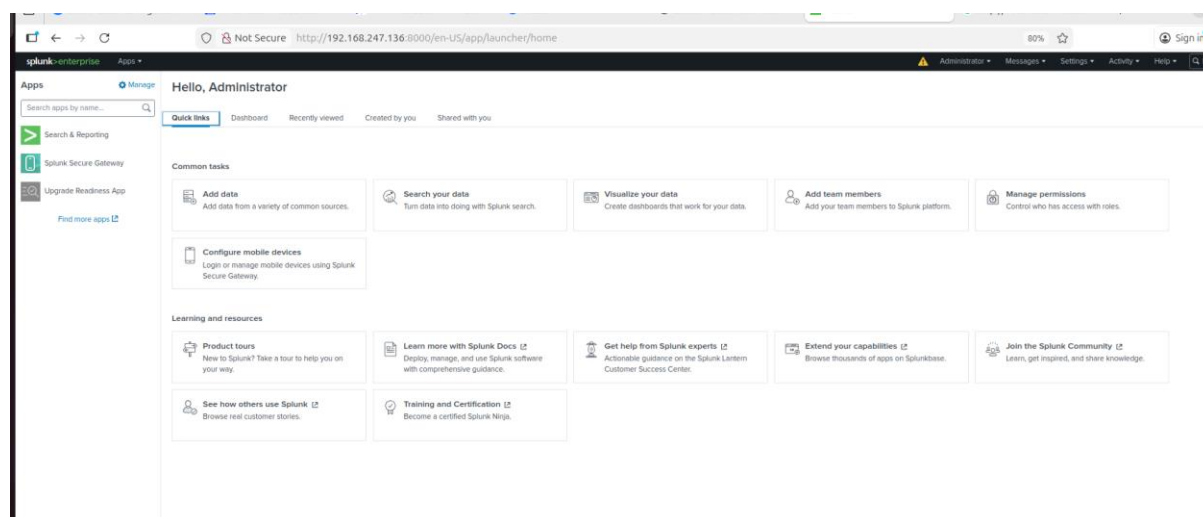 Not Secure http://192.168.247.136:8000/en-US/app/launcher/home 80% Sign in
splunk>enterprise Apps Administrator Messages Settings Activity Help
Apps Manage
Search apps by name...
Search & Reporting
Splunk Secure Gateway
Upgrade Readiness App
Find more apps
Hello, Administrator
Quick links Dashboard Recently viewed Created by you Shared with you
Common tasks
Add data
Add data from a variety of common sources.
Search your data
Turn data into doing with Splunk search.
Visualize your data
Create dashboards that work for your data.
Add team members
Add your team members to Splunk platform.
Manage permissions
Control who has access with roles.
Configure mobile devices
Login or manage mobile devices using Splunk
Secure Gateway.
Learning and resources
Product tours
New to Splunk? Take a tour to help you on
your way.
Learn more with Splunk Docs
Deploy, manage, and use Splunk software
with comprehensive guidance.
Get help from Splunk experts
Actionable guidance on the Splunk Lantern
Customer Success Center.
Extend your capabilities
Browse thousands of apps on Splunkbase.
Join the Splunk Community
Learn, get inspired, and share knowledge.
See how others use Splunk
Browse real customer stories.
Training and Certification
Become a certified Splunk Ninja.